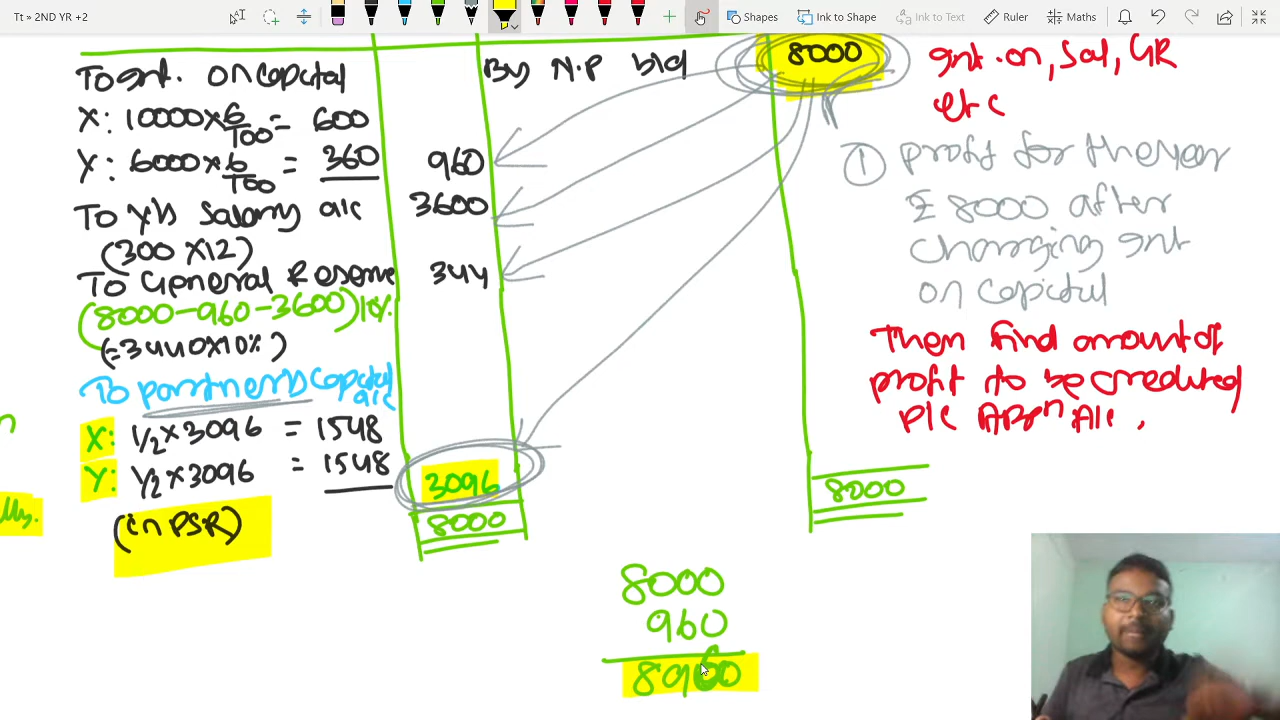 Tt » 2ND YR +2
Shapes
Ink to Shape
Ink to Text
Ruler
Maths
To Int. on capital
X: 10000 × 6/100 = 600
Y: 6000 × 6/100 = 360
960
To Y's Salary a/c
3600
(300 × 12)
To General Reserve
344
(8000 - 960 - 3600) 10%
(= 3440 × 10%)
To partner's Capital a/c
X: 1/2 × 3096 = 1548
Y: 1/2 × 3096 = 1548
3096
(in PSR)
8000
By N.P b/d
8000
8000
8000
960
8960
Int. on, Sal, GR
etc
① profit for the year
₹ 8000 after
charging Int
on capital
Then find amount of
profit to be credited
P/L APPn A/c.